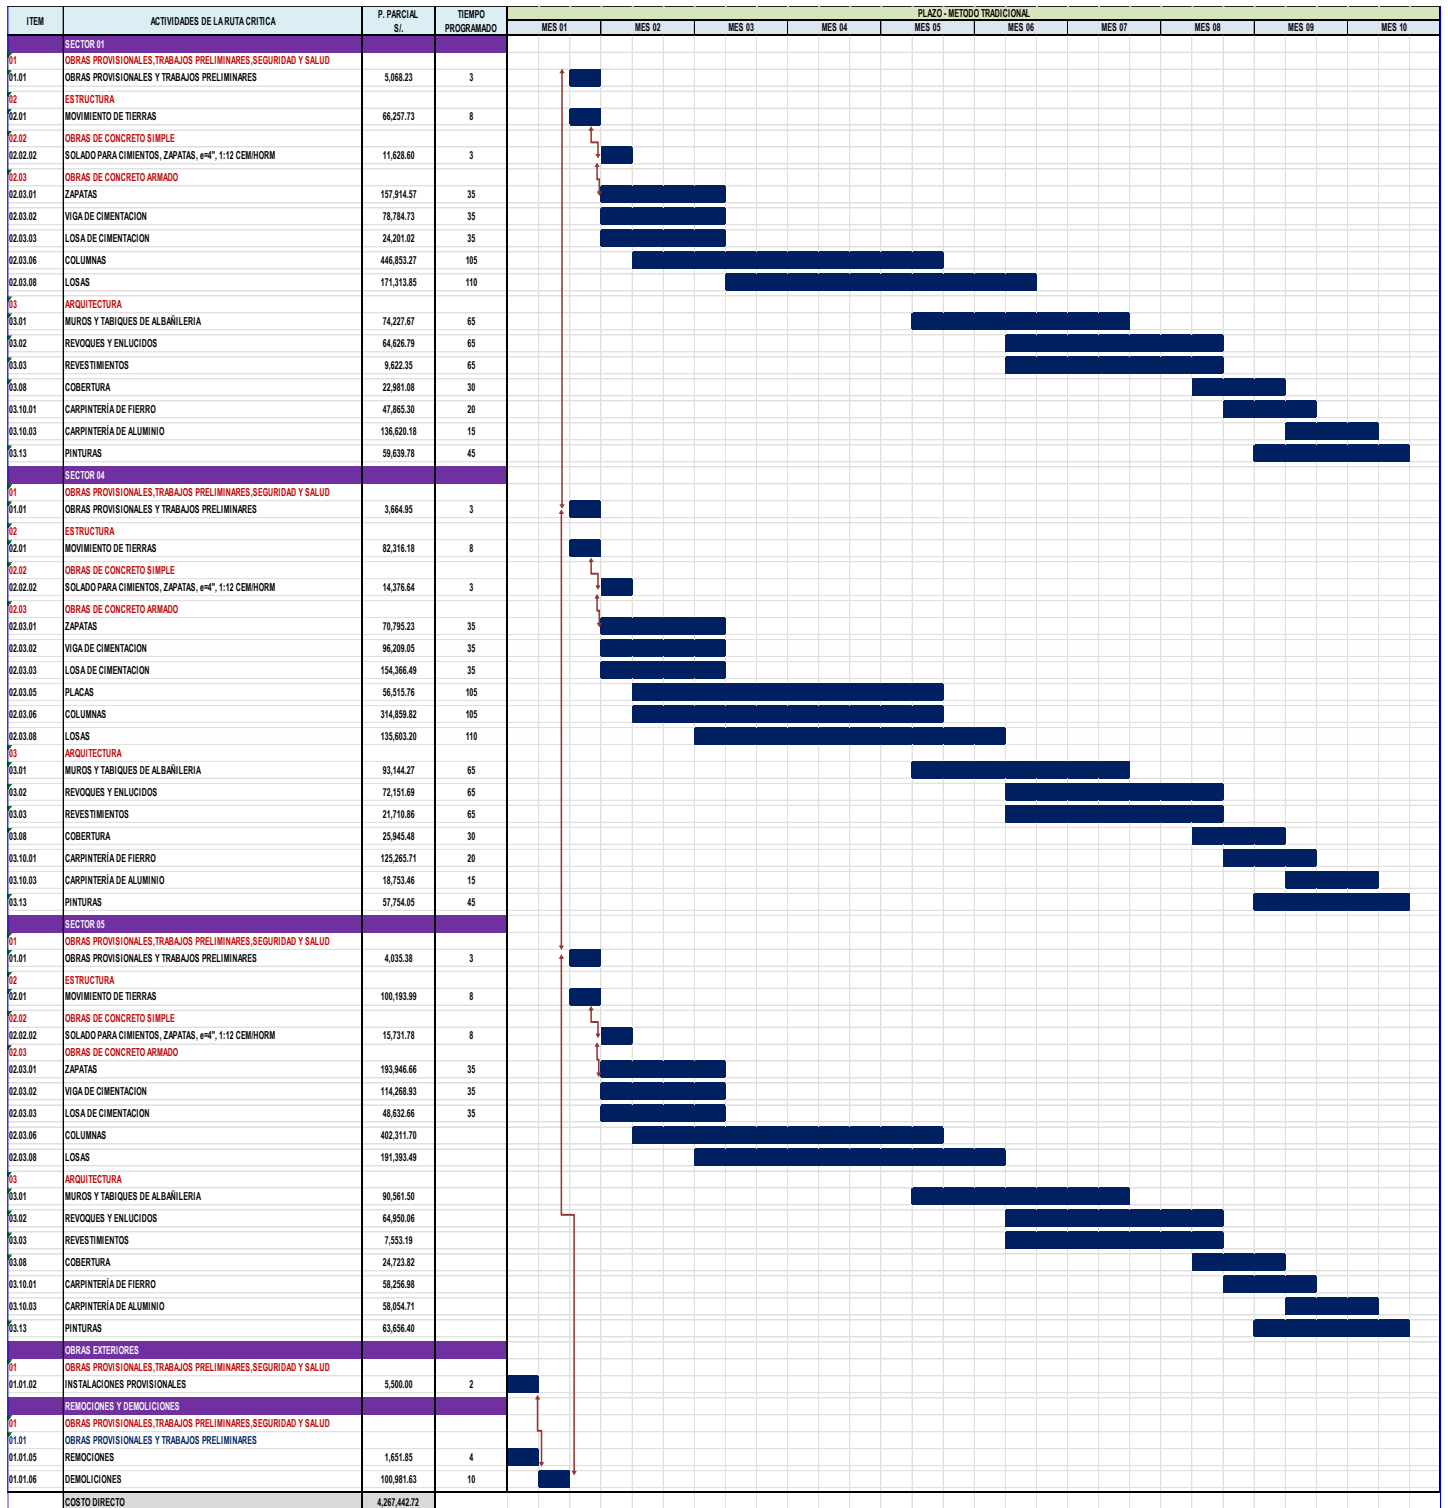 ITEM ACTIVIDADES DE LA RUTA CRITICA P. PARCIAL S/. TIEMPO PROGRAMADO PLAZO - METODO TRADICIONAL
MES 01 MES 02 MES 03 MES 04 MES 05 MES 06 MES 07 MES 08 MES 09 MES 10
SECTOR 01
01 OBRAS PROVISIONALES,TRABAJOS PRELIMINARES,SEGURIDAD Y SALUD
01.01 OBRAS PROVISIONALES Y TRABAJOS PRELIMINARES 5,068.23 3
02 ESTRUCTURA
02.01 MOVIMIENTO DE TIERRAS 66,257.73 8
02.02 OBRAS DE CONCRETO SIMPLE
02.02.02 SOLADO PARA CIMIENTOS, ZAPATAS, e=4", 1:12 CEM/HORM 11,628.60 3
02.03 OBRAS DE CONCRETO ARMADO
02.03.01 ZAPATAS 157,914.57 35
02.03.02 VIGA DE CIMENTACION 78,784.73 35
02.03.03 LOSA DE CIMENTACION 24,201.02 35
02.03.06 COLUMNAS 446,853.27 105
02.03.08 LOSAS 171,313.85 110
03 ARQUITECTURA
03.01 MUROS Y TABIQUES DE ALBAÑILERIA 74,227.67 65
03.02 REVOQUES Y ENLUCIDOS 64,626.79 65
03.03 REVESTIMIENTOS 9,622.35 65
03.08 COBERTURA 22,981.08 30
03.10.01 CARPINTERÍA DE FIERRO 47,865.30 20
03.10.03 CARPINTERÍA DE ALUMINIO 136,620.18 15
03.13 PINTURAS 59,639.78 45
SECTOR 04
01 OBRAS PROVISIONALES,TRABAJOS PRELIMINARES,SEGURIDAD Y SALUD
01.01 OBRAS PROVISIONALES Y TRABAJOS PRELIMINARES 3,664.95 3
02 ESTRUCTURA
02.01 MOVIMIENTO DE TIERRAS 82,316.18 8
02.02 OBRAS DE CONCRETO SIMPLE
02.02.02 SOLADO PARA CIMIENTOS, ZAPATAS, e=4", 1:12 CEM/HORM 14,376.64 3
02.03 OBRAS DE CONCRETO ARMADO
02.03.01 ZAPATAS 70,795.23 35
02.03.02 VIGA DE CIMENTACION 96,209.05 35
02.03.03 LOSA DE CIMENTACION 154,366.49 35
02.03.05 PLACAS 56,515.76 105
02.03.06 COLUMNAS 314,859.82 105
02.03.08 LOSAS 135,603.20 110
03 ARQUITECTURA
03.01 MUROS Y TABIQUES DE ALBAÑILERIA 93,144.27 65
03.02 REVOQUES Y ENLUCIDOS 72,151.69 65
03.03 REVESTIMIENTOS 21,710.86 65
03.08 COBERTURA 25,945.48 30
03.10.01 CARPINTERÍA DE FIERRO 125,265.71 20
03.10.03 CARPINTERÍA DE ALUMINIO 18,753.46 15
03.13 PINTURAS 57,754.05 45
SECTOR 05
01 OBRAS PROVISIONALES,TRABAJOS PRELIMINARES,SEGURIDAD Y SALUD
01.01 OBRAS PROVISIONALES Y TRABAJOS PRELIMINARES 4,035.38 3
02 ESTRUCTURA
02.01 MOVIMIENTO DE TIERRAS 100,193.99 8
02.02 OBRAS DE CONCRETO SIMPLE
02.02.02 SOLADO PARA CIMIENTOS, ZAPATAS, e=4", 1:12 CEM/HORM 15,731.78 8
02.03 OBRAS DE CONCRETO ARMADO
02.03.01 ZAPATAS 193,946.66 35
02.03.02 VIGA DE CIMENTACION 114,268.93 35
02.03.03 LOSA DE CIMENTACION 48,632.66 35
02.03.06 COLUMNAS 402,311.70
02.03.08 LOSAS 191,393.49
03 ARQUITECTURA
03.01 MUROS Y TABIQUES DE ALBAÑILERIA 90,561.50
03.02 REVOQUES Y ENLUCIDOS 64,950.06
03.03 REVESTIMIENTOS 7,553.19
03.08 COBERTURA 24,723.82
03.10.01 CARPINTERÍA DE FIERRO 58,256.98
03.10.03 CARPINTERÍA DE ALUMINIO 58,054.71
03.13 PINTURAS 63,656.40
OBRAS EXTERIORES
01 OBRAS PROVISIONALES,TRABAJOS PRELIMINARES,SEGURIDAD Y SALUD
01.01.02 INSTALACIONES PROVISIONALES 5,500.00 2
REMOCIONES Y DEMOLICIONES
01 OBRAS PROVISIONALES,TRABAJOS PRELIMINARES,SEGURIDAD Y SALUD
01.01 OBRAS PROVISIONALES Y TRABAJOS PRELIMINARES
01.01.05 REMOCIONES 1,651.85 4
01.01.06 DEMOLICIONES 100,981.63 10
COSTO DIRECTO 4,267,442.72